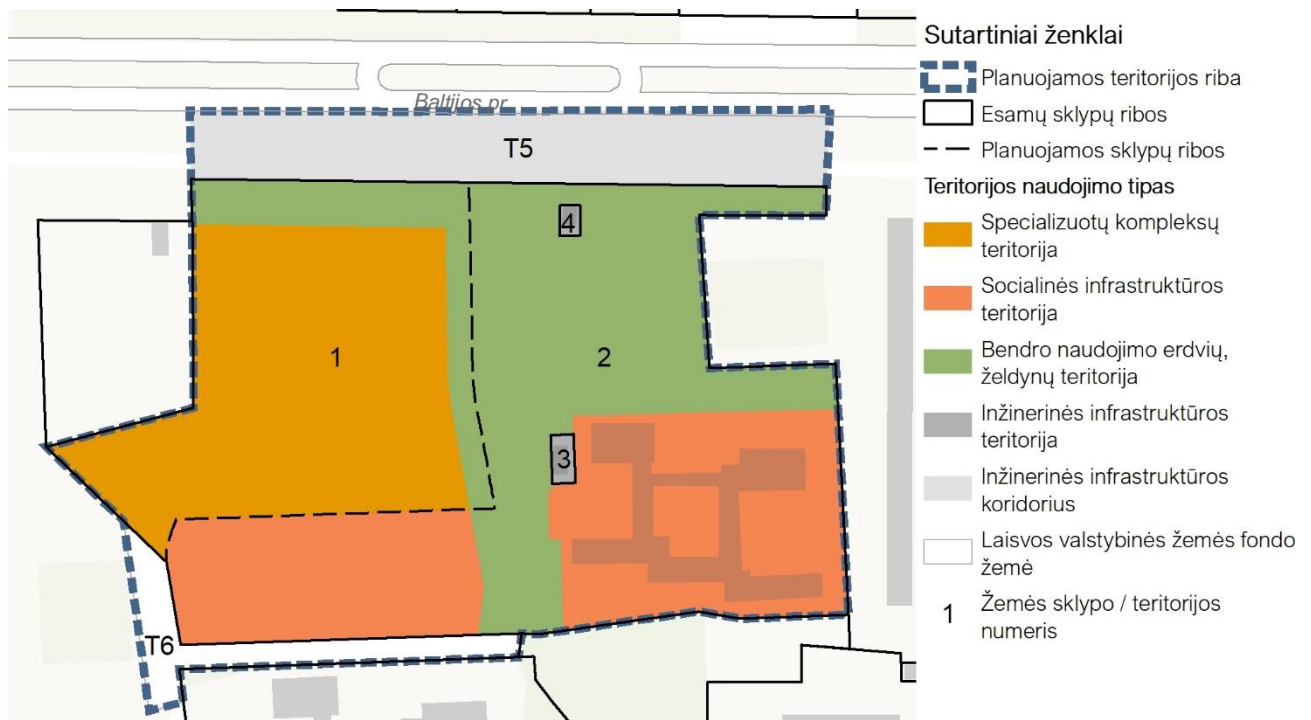 Baltijos pr.
T5
4
1
2
3
T6
Sutartiniai ženklai
Planuojamos teritorijos riba
Esamų sklypų ribos
Planuojamos sklypų ribos
Teritorijos naudojimo tipas
Specializuotų kompleksų
teritorija
Socialinės infrastruktūros
teritorija
Bendro naudojimo erdvių,
želdynų teritorija
Inžinerinės infrastruktūros
teritorija
Inžinerinės infrastruktūros
koridorius
Laisvos valstybinės žemės fondo
žemė
1 Žemės sklypo / teritorijos
numeris